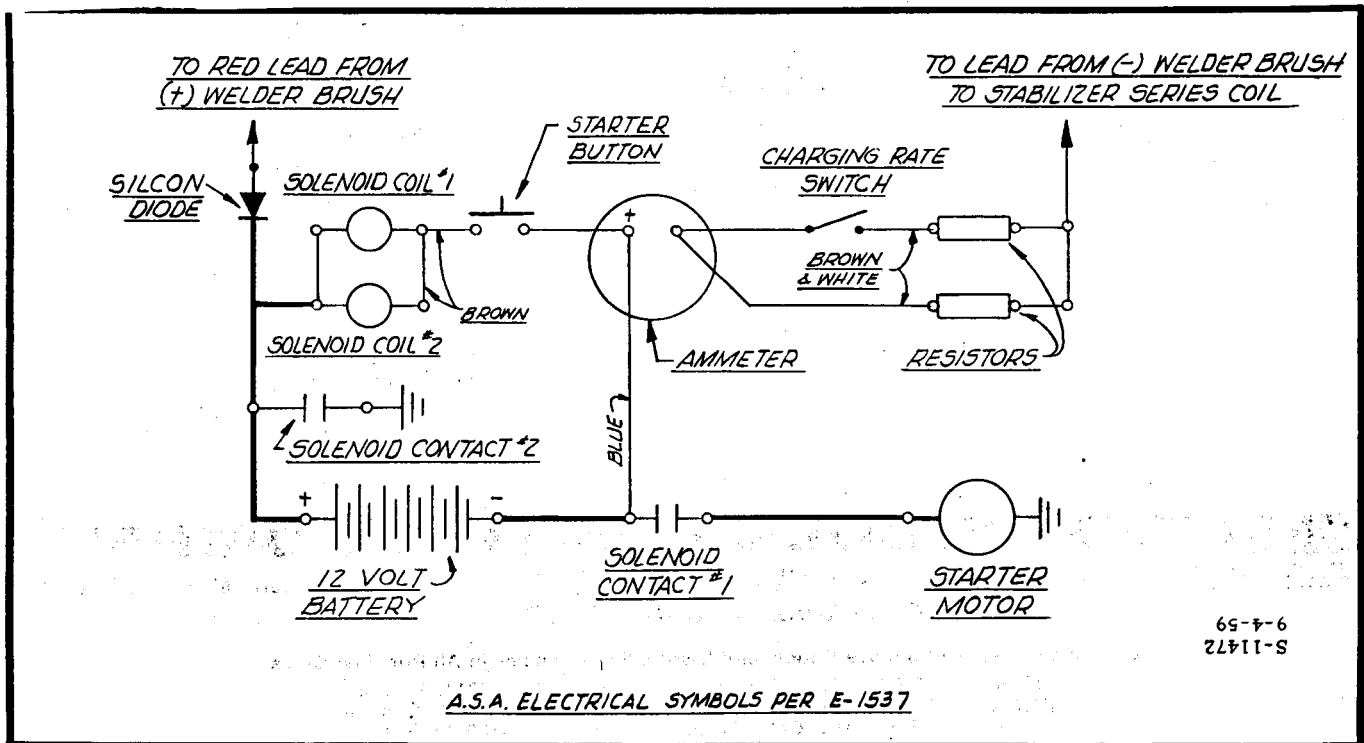 TO RED LEAD FROM
(+) WELDER BRUSH
TO LEAD FROM (-) WELDER BRUSH
TO STABILIZER SERIES COIL
STARTER
BUTTON
CHARGING RATE
SWITCH
SILCON
DIODE
SOLENOID COIL #1
+
BROWN
& WHITE
BROWN
SOLENOID COIL #2
AMMETER
RESISTORS
BLUE
SOLENOID CONTACT #2
+
-
12 VOLT
BATTERY
SOLENOID
CONTACT #1
STARTER
MOTOR
9-4-59
S-11472
A.S.A. ELECTRICAL SYMBOLS PER E-1537